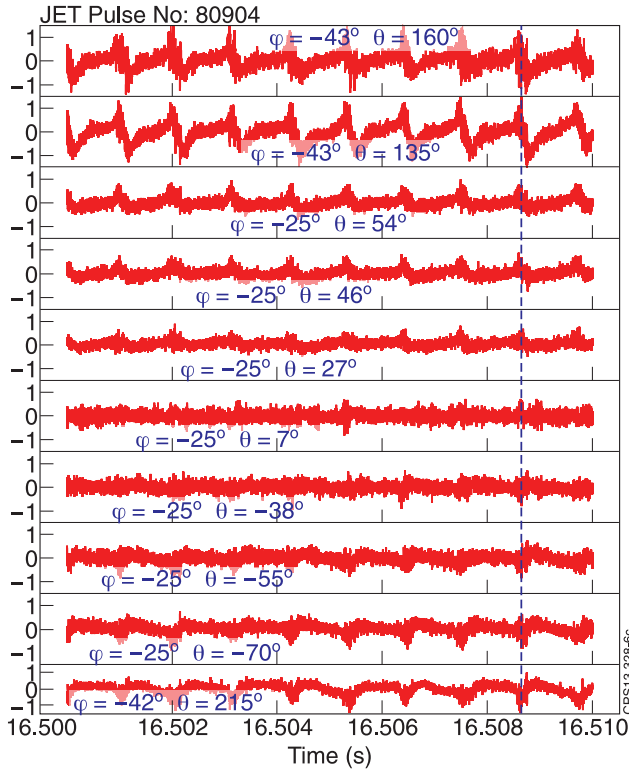 JET Pulse No: 80904
1
0
−1
φ = −43° θ = 160°
1
0
−1
φ = −43° θ = 135°
1
0
−1
φ = −25° θ = 54°
1
0
−1
φ = −25° θ = 46°
1
0
−1
φ = −25° θ = 27°
1
0
−1
φ = −25° θ = 7°
1
0
−1
φ = −25° θ = −38°
1
0
−1
φ = −25° θ = −55°
1
0
−1
φ = −25° θ = −70°
1
0
−1
φ = −42° θ = 215°
16.500 16.502 16.504 16.506 16.508 16.510
Time (s)
CPS13.328-6c